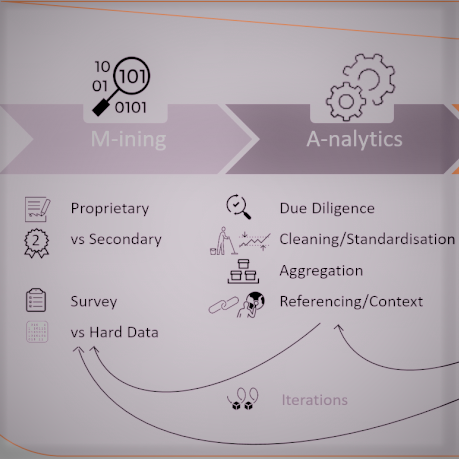 10
01
101
0101
M-ining
A-nalytics
Proprietary
2
vs Secondary
Survey
vs Hard Data
Due Diligence
Cleaning/Standardisation
Aggregation
Referencing/Context
Iterations